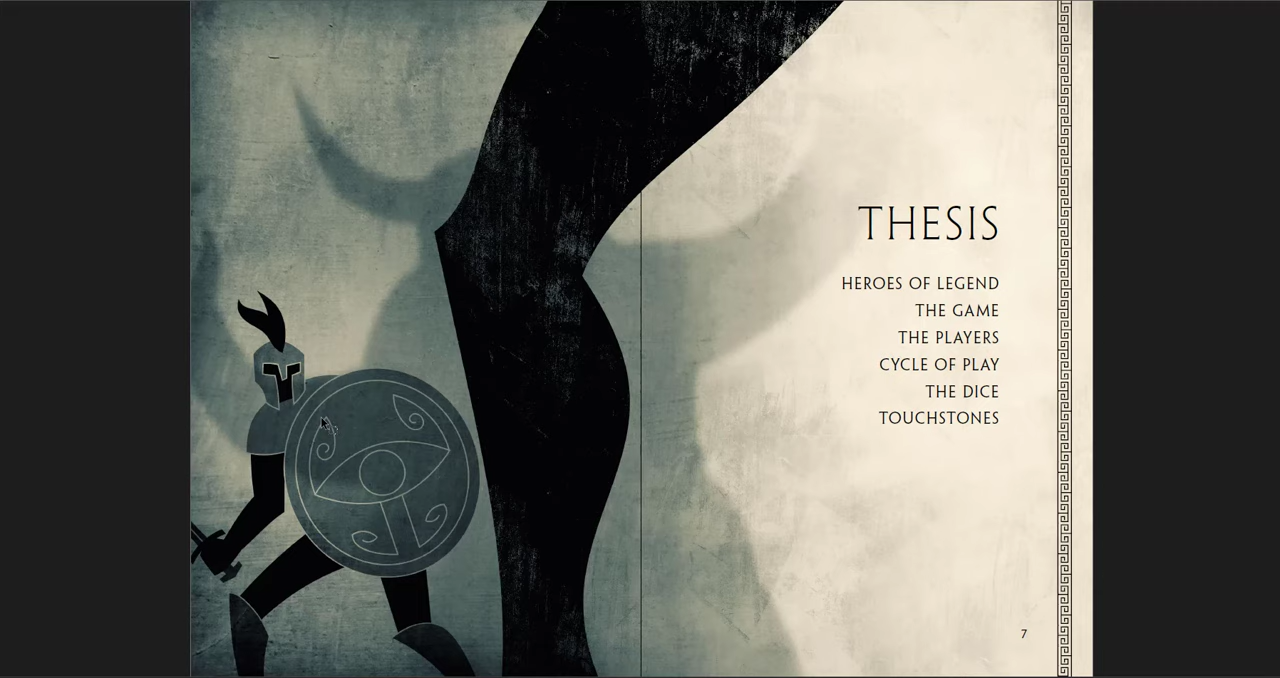 THESIS
HEROES OF LEGEND
THE GAME
THE PLAYERS
CYCLE OF PLAY
THE DICE
TOUCHSTONES
7